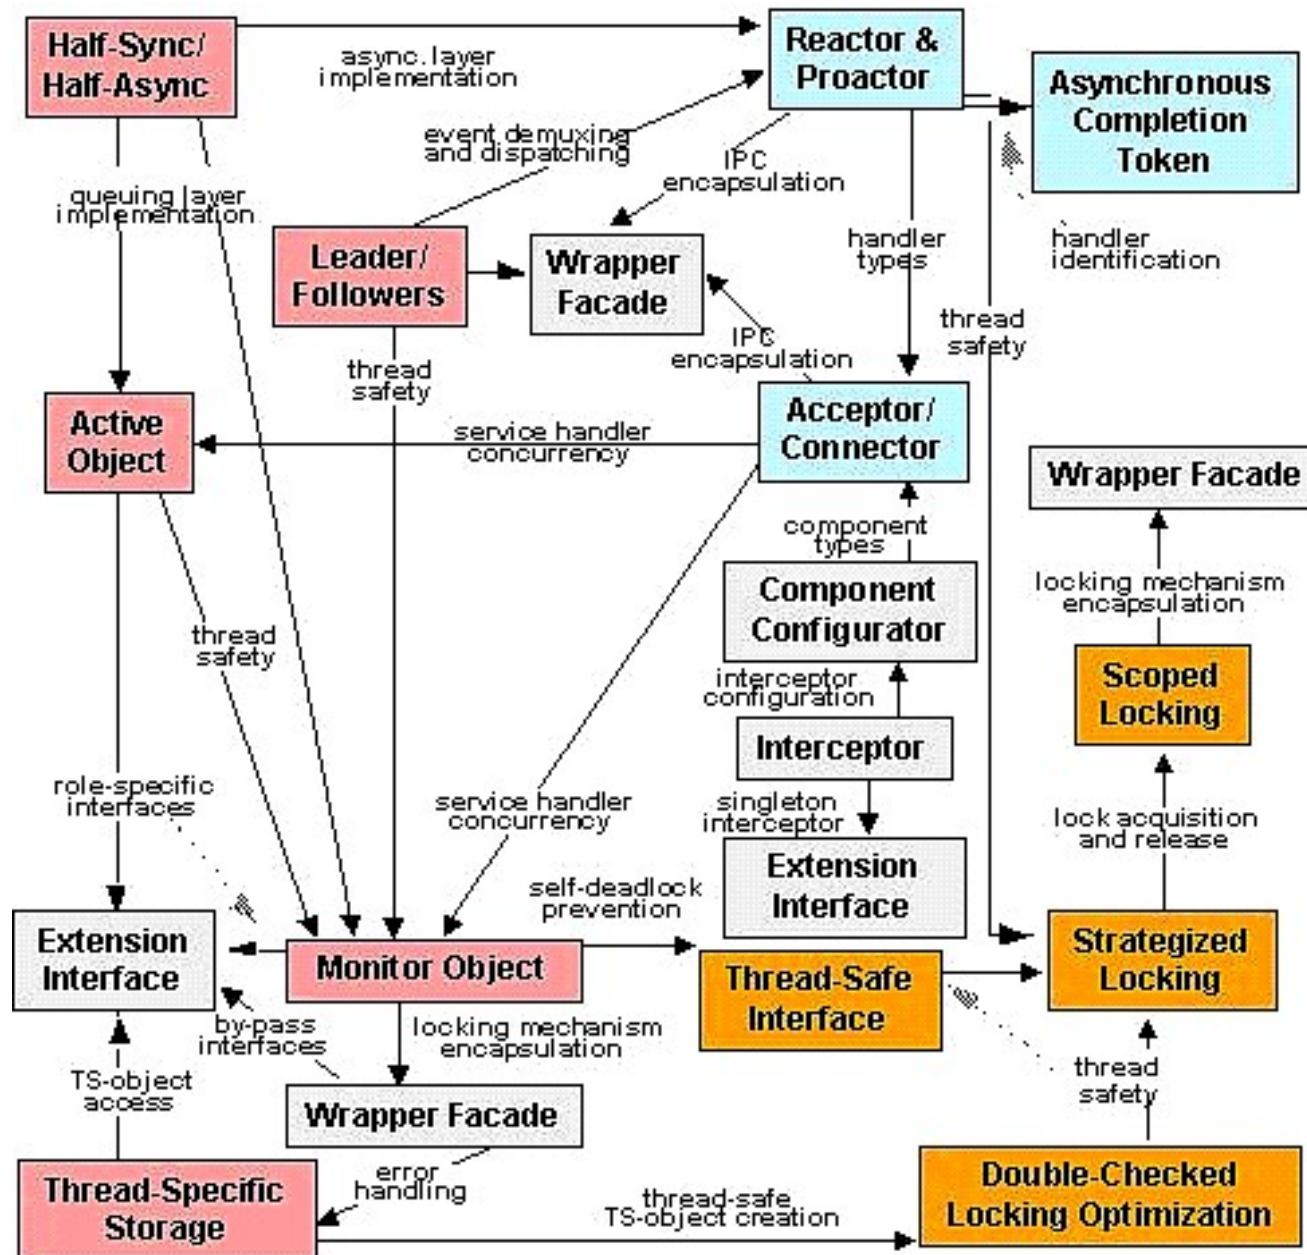 Half-Sync/
Half-Async
async. layer
implementation
Reactor &
Proactor
Asynchronous
Completion
Token
event demuxing
and dispatching
IPC
encapsulation
queuing layer
implementation
Leader/
Followers
Wrapper
Facade
handler
types
handler
identification
thread
safety
IPC
encapsulation
thread
safety
Active
Object
service handler
concurrency
Acceptor/
Connector
Wrapper Facade
component
types
Component
Configurator
locking mechanism
encapsulation
thread
safety
interceptor
configuration
Scoped
Locking
Interceptor
role-specific
interfaces
service handler
concurrency
singleton
interceptor
lock acquisition
and release
Extension
Interface
self-deadlock
prevention
Extension
Interface
Monitor Object
Thread-Safe
Interface
Strategized
Locking
by-pass
interfaces
locking mechanism
encapsulation
TS-object
access
thread
safety
Wrapper Facade
error
handling
Thread-Specific
Storage
thread-safe
TS-object creation
Double-Checked
Locking Optimization